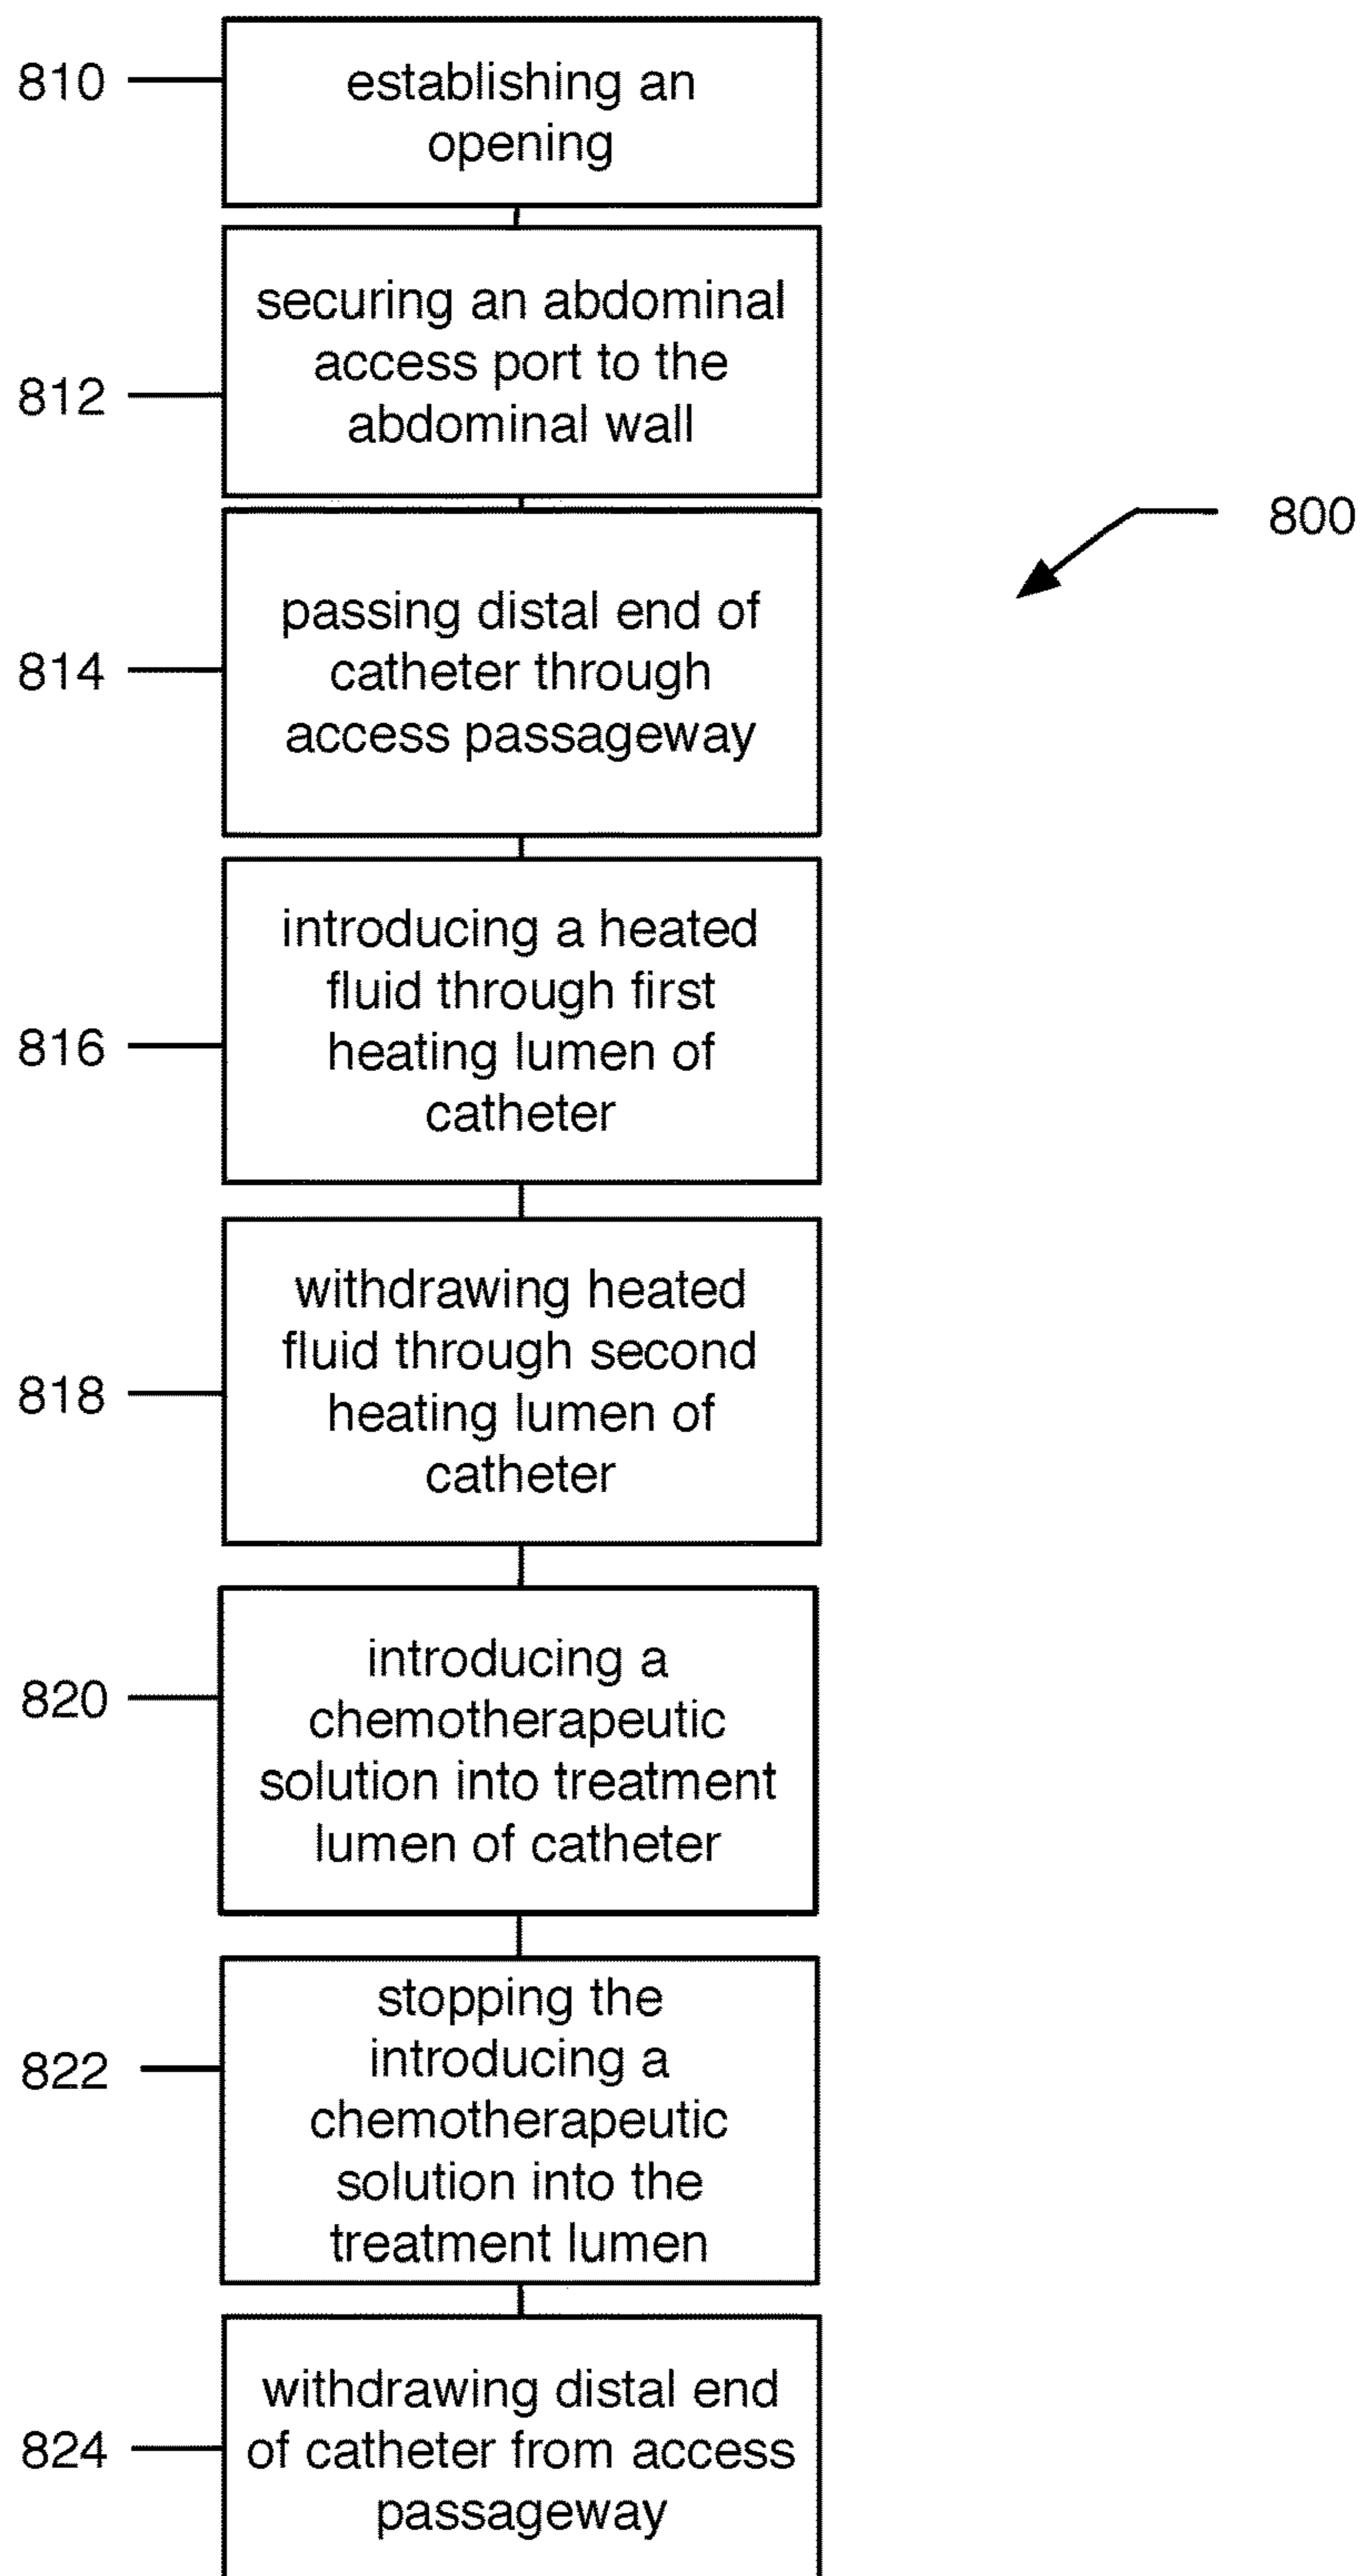 810
establishing an
opening
812
securing an abdominal
access port to the
abdominal wall
800
814
passing distal end of
catheter through
access passageway
816
introducing a heated
fluid through first
heating lumen of
catheter
818
withdrawing heated
fluid through second
heating lumen of
catheter
820
introducing a
chemotherapeutic
solution into treatment
lumen of catheter
822
stopping the
introducing a
chemotherapeutic
solution into the
treatment lumen
824
withdrawing distal end
of catheter from access
passageway